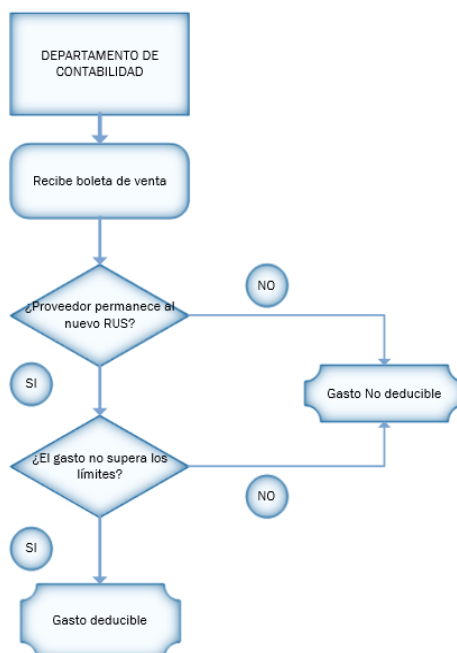 DEPARTAMENTO DE
CONTABILIDAD
Recibe boleta de venta
¿Proveedor permanece al
nuevo RUS?
NO
SI
Gasto No deducible
¿El gasto no supera los
límites?
NO
SI
Gasto deducible